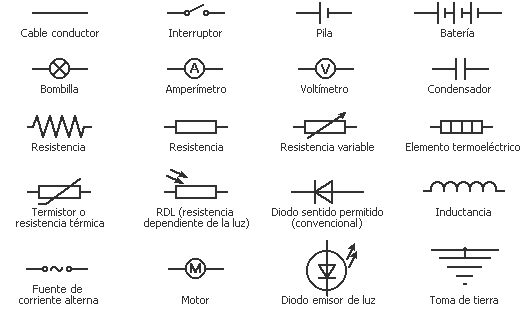 Cable conductor
Interruptor
Pila
Batería
Bombilla
A
Amperímetro
V
Voltímetro
Condensador
Resistencia
Resistencia
Resistencia variable
Elemento termoeléctrico
Termistor o
resistencia térmica
RDL (resistencia
dependiente de la luz)
Diodo sentido permitido
(convencional)
Inductancia
Fuente de
corriente alterna
M
Motor
Diodo emisor de luz
Toma de tierra